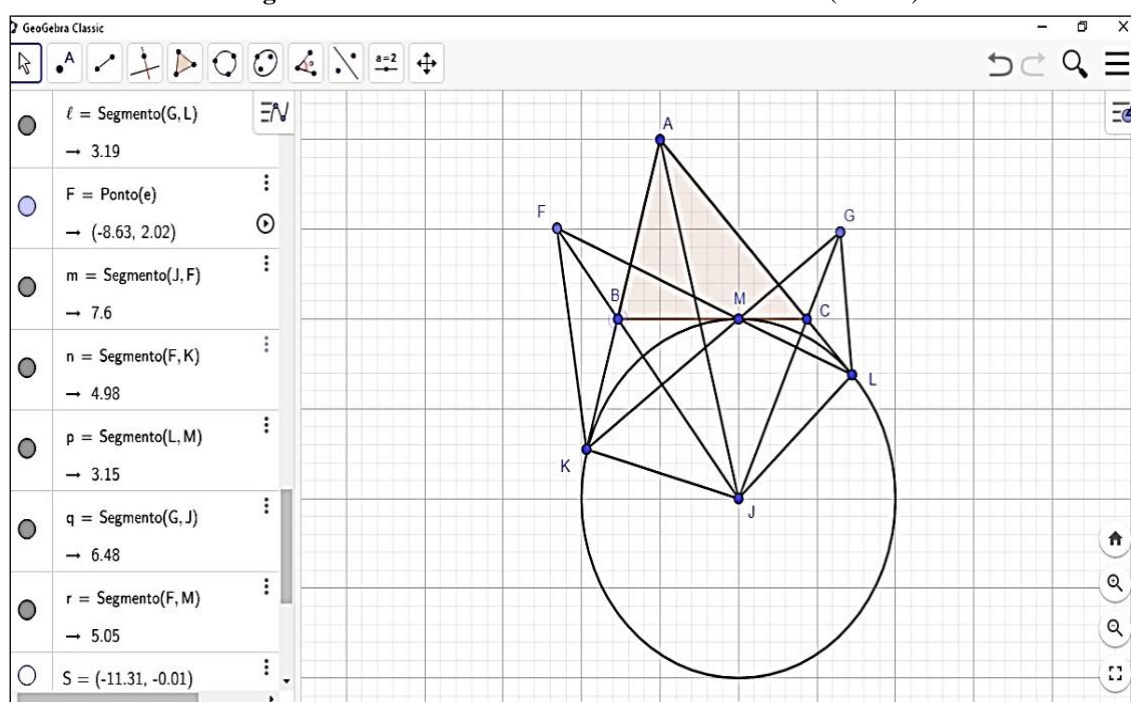 GeoGebra Classic
A
a=2
ℓ = Segmento(G, L)
→ 3.19
F = Ponto(e)
→ (-8.63, 2.02)
m = Segmento(J, F)
→ 7.6
n = Segmento(F, K)
→ 4.98
p = Segmento(L, M)
→ 3.15
q = Segmento(G, J)
→ 6.48
r = Segmento(F, M)
→ 5.05
S = (-11.31, -0.01)
A
F
G
B
M
C
L
K
J